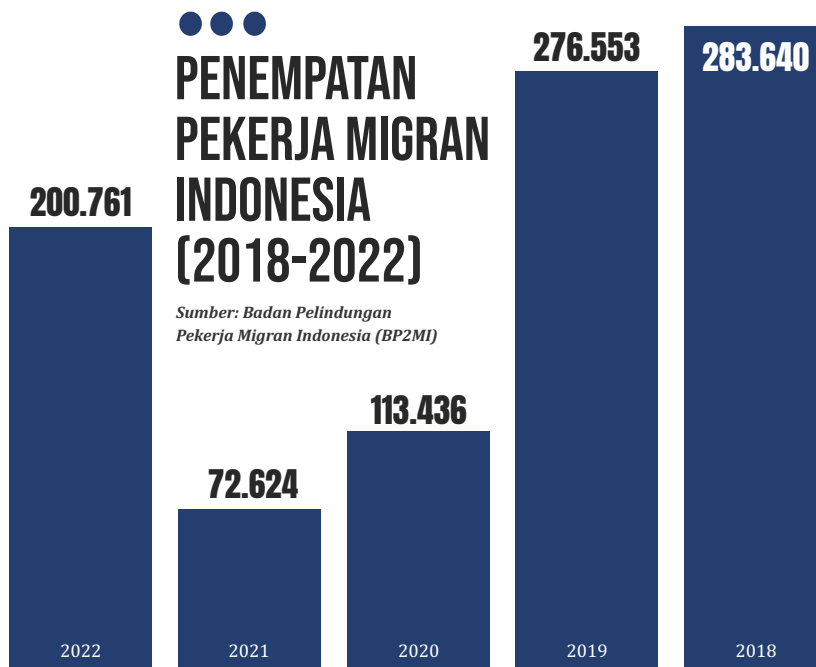 PENEMPATAN
PEKERJA MIGRAN
INDONESIA
(2018-2022)
Sumber: Badan Pelindungan
Pekerja Migran Indonesia (BP2MI)
200.761
72.624
113.436
276.553
283.640
2022
2021
2020
2019
2018